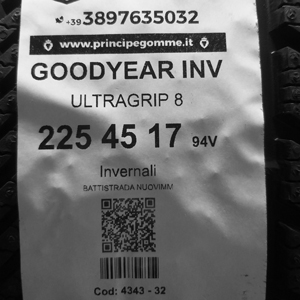 +39 3897635032
www.principegomme.it
GOODYEAR INV
ULTRAGRIP 8
225 45 17 94V
Invernali
BATTISTRADA NUOVIMM
Cod: 4343 - 32